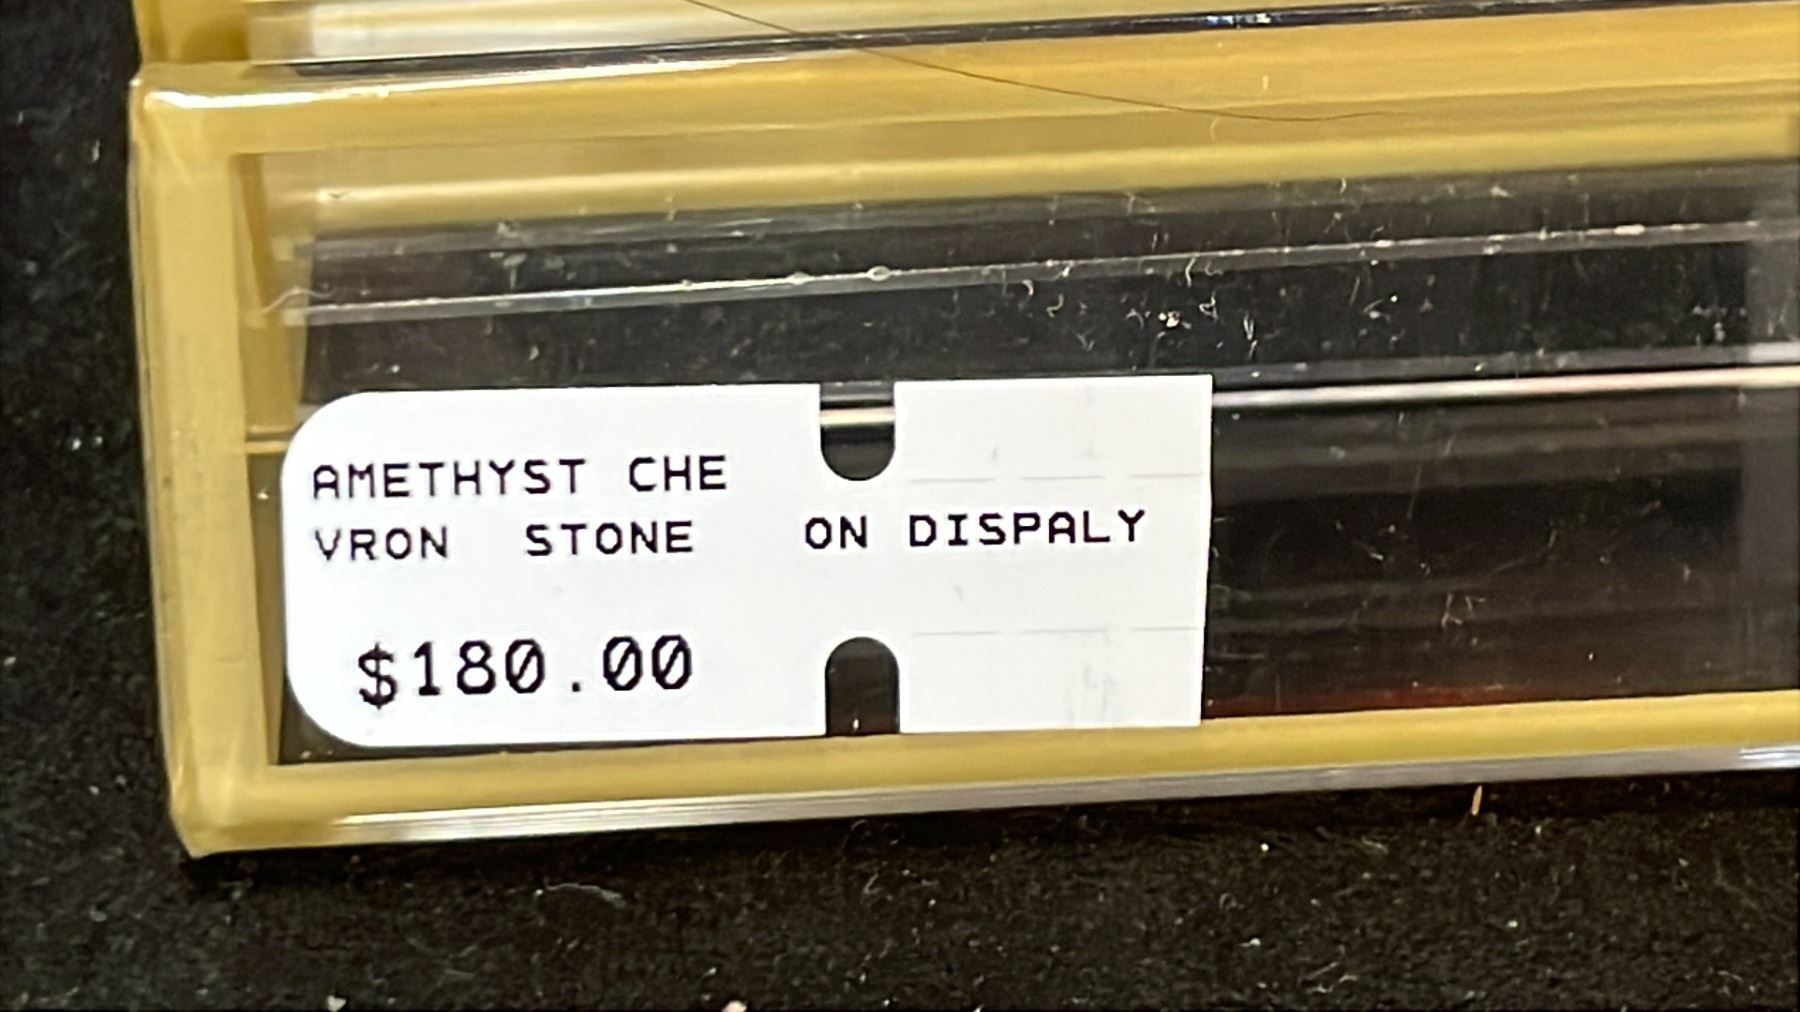 AMETHYST CHE
VRON STONE ON DISPALY
$180.00